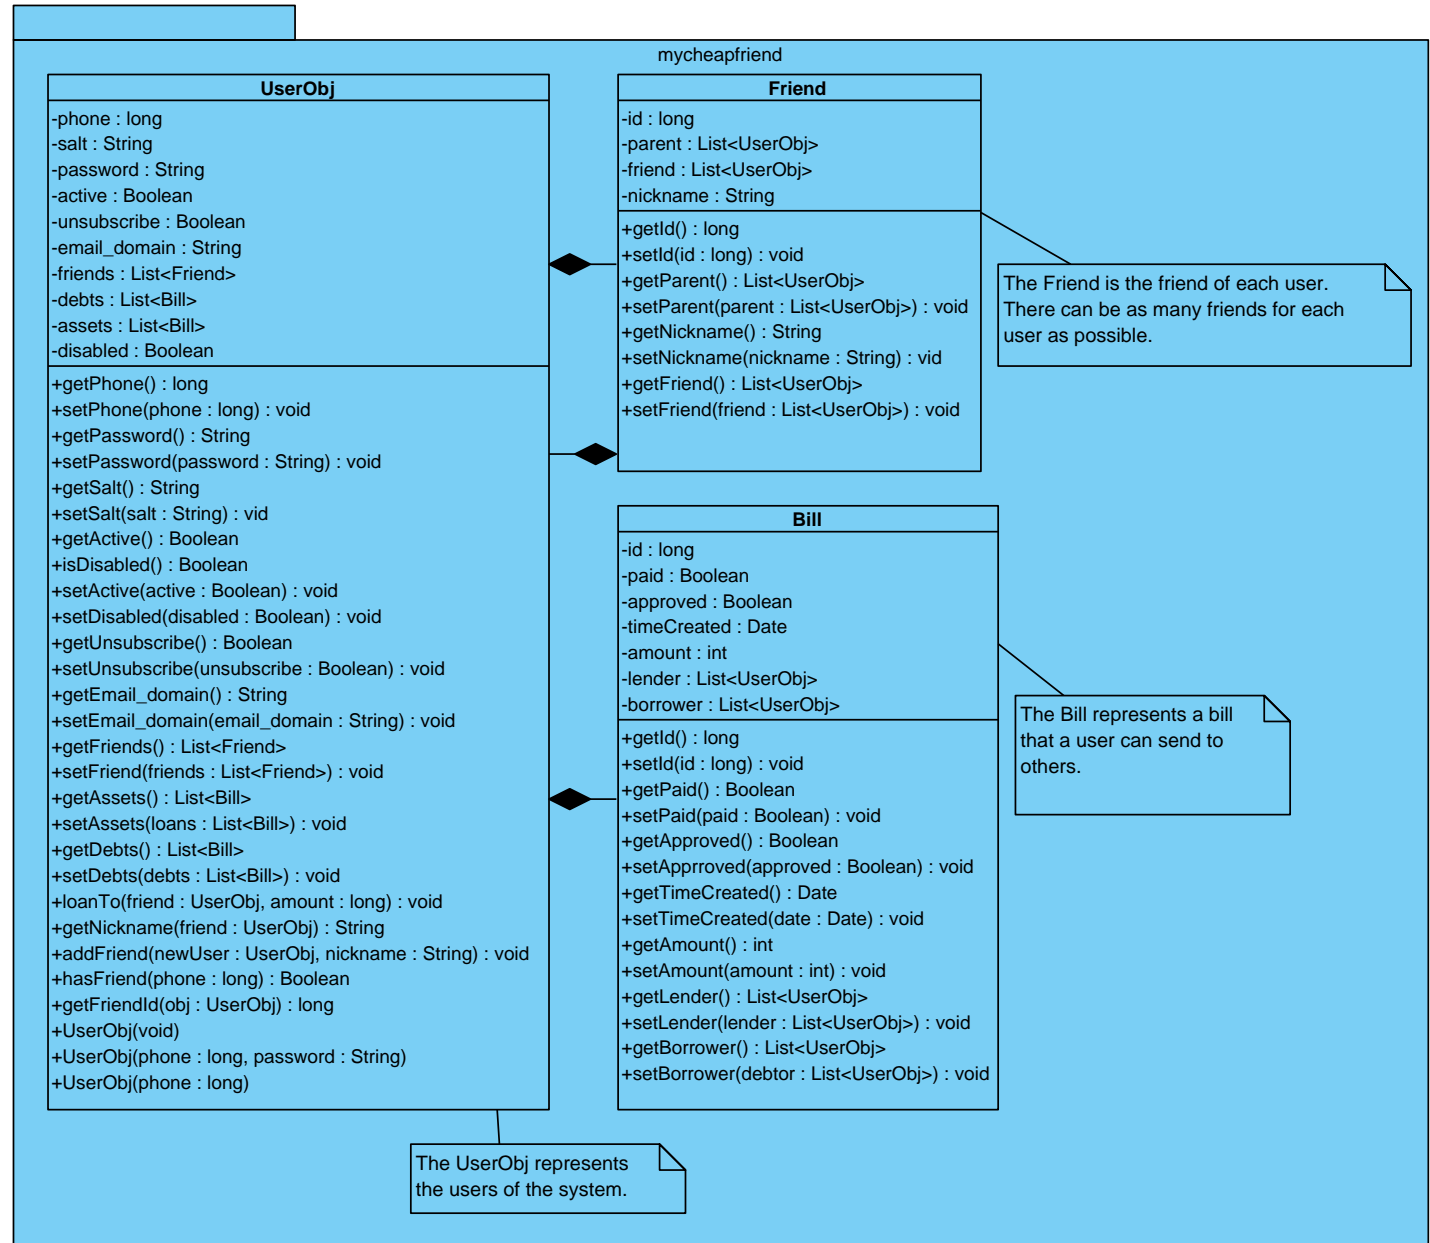 mycheapfriend
UserObj
-phone : long
-salt : String
-password : String
-active : Boolean
-unsubscribe : Boolean
-email_domain : String
-friends : List<Friend>
-debts : List<Bill>
-assets : List<Bill>
-disabled : Boolean
+getPhone() : long
+setPhone(phone : long) : void
+getPassword() : String
+setPassword(password : String) : void
+getSalt() : String
+setSalt(salt : String) : vid
+getActive() : Boolean
+isDisabled() : Boolean
+setActive(active : Boolean) : void
+setDisabled(disabled : Boolean) : void
+getUnsubscribe() : Boolean
+setUnsubscribe(unsubscribe : Boolean) : void
+getEmail_domain() : String
+setEmail_domain(email_domain : String) : void
+getFriends() : List<Friend>
+setFriend(friends : List<Friend>) : void
+getAssets() : List<Bill>
+setAssets(loans : List<Bill>) : void
+getDebts() : List<Bill>
+setDebts(debts : List<Bill>) : void
+loanTo(friend : UserObj, amount : long) : void
+getNickname(friend : UserObj) : String
+addFriend(newUser : UserObj, nickname : String) : void
+hasFriend(phone : long) : Boolean
+getFriendId(obj : UserObj) : long
+UserObj(void)
+UserObj(phone : long, password : String)
+UserObj(phone : long)
Friend
-id : long
-parent : List<UserObj>
-friend : List<UserObj>
-nickname : String
+getId() : long
+setId(id : long) : void
+getParent() : List<UserObj>
+setParent(parent : List<UserObj>) : void
+getNickname() : String
+setNickname(nickname : String) : vid
+getFriend() : List<UserObj>
+setFriend(friend : List<UserObj>) : void
The Friend is the friend of each user.
There can be as many friends for each
user as possible.
Bill
-id : long
-paid : Boolean
-approved : Boolean
-timeCreated : Date
-amount : int
-lender : List<UserObj>
-borrower : List<UserObj>
+getId() : long
+setId(id : long) : void
+getPaid() : Boolean
+setPaid(paid : Boolean) : void
+getApproved() : Boolean
+setApprroved(approved : Boolean) : void
+getTimeCreated() : Date
+setTimeCreated(date : Date) : void
+getAmount() : int
+setAmount(amount : int) : void
+getLender() : List<UserObj>
+setLender(lender : List<UserObj>) : void
+getBorrower() : List<UserObj>
+setBorrower(debtor : List<UserObj>) : void
The Bill represents a bill
that a user can send to
others.
The UserObj represents
the users of the system.